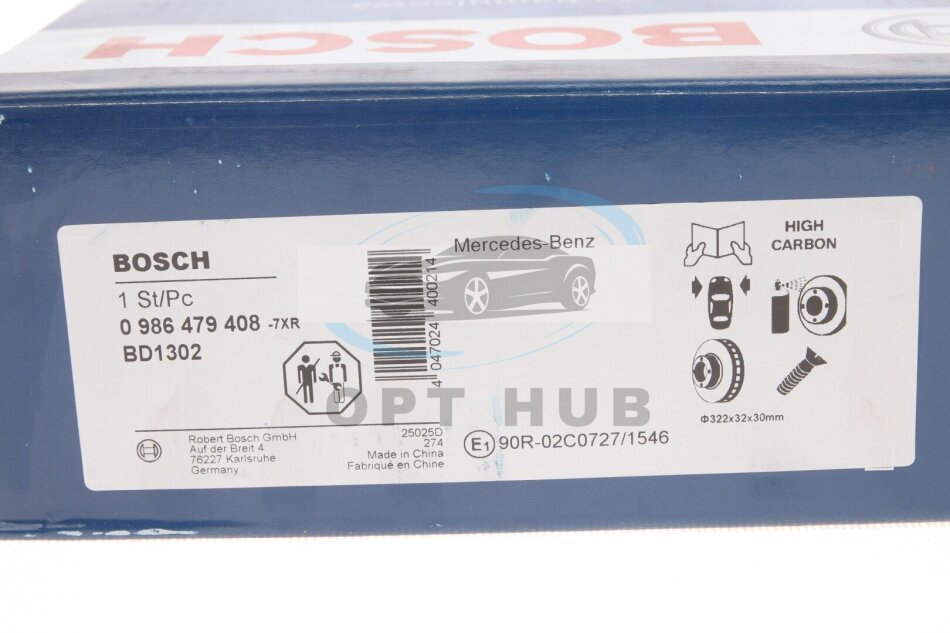 BOSCH
BOSCH
1 St/Pc
0 986 479 408 -7XR
BD1302
4 047024 400214
Mercedes-Benz
HIGH
CARBON
Φ322x32x30mm
OPT HUB
Robert Bosch GmbH
Auf der Breit 4
76227 Karlsruhe
Germany
25025D
274
Made in China
Fabriqué en Chine
E1 90R-02C0727/1546